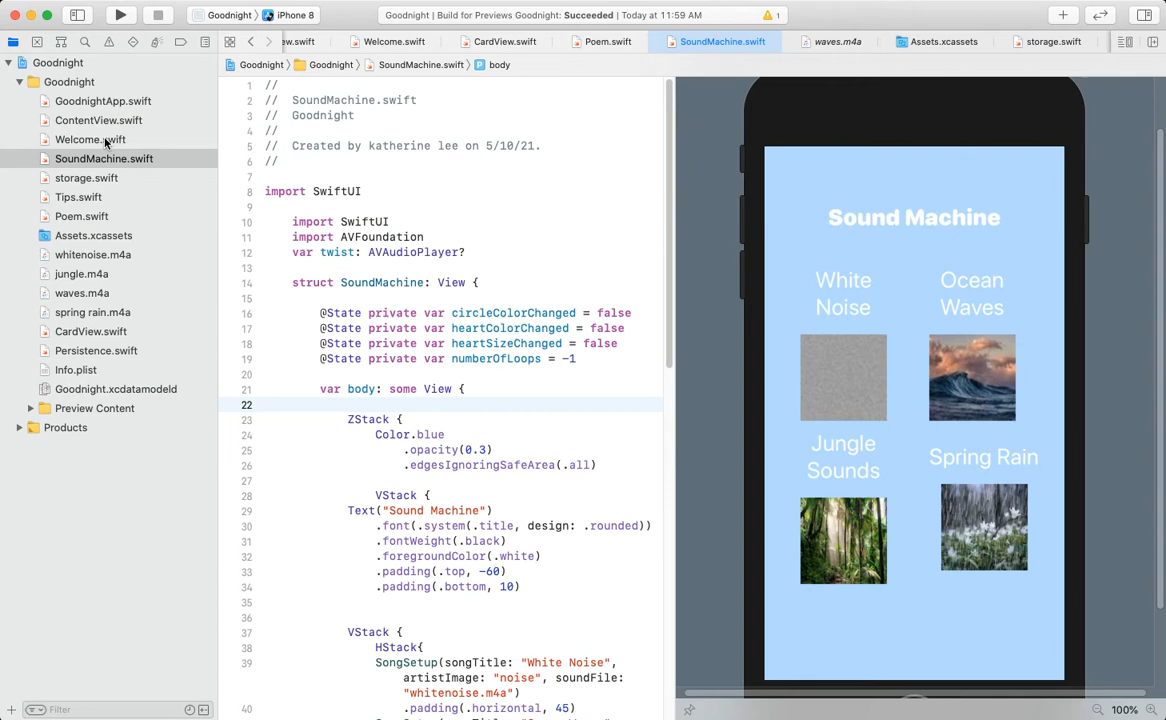 Goodnight
iPhone 8
Goodnight | Build for Previews Goodnight: Succeeded | Today at 11:59 AM
1
ew.swift
Welcome.swift
CardView.swift
Poem.swift
SoundMachine.swift
waves.m4a
Assets.xcassets
storage.swift
Goodnight
Goodnight
SoundMachine.swift
body
Goodnight
Goodnight
GoodnightApp.swift
ContentView.swift
Welcome.swift
SoundMachine.swift
storage.swift
Tips.swift
Poem.swift
Assets.xcassets
whitenoise.m4a
jungle.m4a
waves.m4a
spring rain.m4a
CardView.swift
Persistence.swift
Info.plist
Goodnight.xcdatamodeld
Preview Content
Products
Filter
1 //
2 // SoundMachine.swift
3 // Goodnight
4 //
5 // Created by katherine lee on 5/10/21.
6 //
7
8 import SwiftUI
9
10 import SwiftUI
11 import AVFoundation
12 var twist: AVAudioPlayer?
13
14 struct SoundMachine: View {
15
16 @State private var circleColorChanged = false
17 @State private var heartColorChanged = false
18 @State private var heartSizeChanged = false
19 @State private var numberOfLoops = -1
20
21 var body: some View {
22
23 ZStack {
24 Color.blue
25 .opacity(0.3)
26 .edgesIgnoringSafeArea(.all)
27
28 VStack {
29 Text("Sound Machine")
30 .font(.system(.title, design: .rounded))
31 .fontWeight(.black)
32 .foregroundColor(.white)
33 .padding(.top, -60)
34 .padding(.bottom, 10)
35
36
37 VStack {
38 HStack{
39 SongSetup(songTitle: "White Noise",
artistImage: "noise", soundFile:
"whitenoise.m4a")
40 .padding(.horizontal, 45)
Sound Machine
White
Noise
Ocean
Waves
Jungle
Sounds
Spring Rain
100%